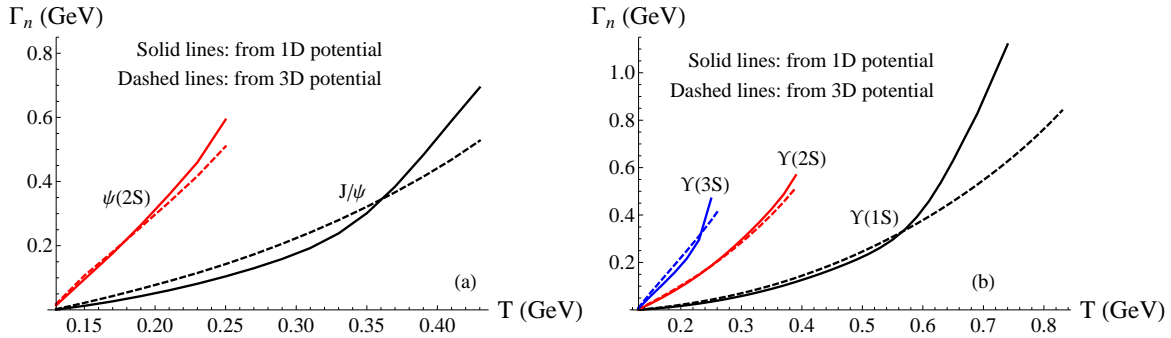 Γn (GeV)
0.8
0.6
0.4
0.2
0.15
0.20
0.25
0.30
0.35
0.40
T (GeV)
Solid lines: from 1D potential
Dashed lines: from 3D potential
ψ(2S)
J/ψ
(a)
Γn (GeV)
1.0
0.8
0.6
0.4
0.2
0.2
0.3
0.4
0.5
0.6
0.7
0.8
T (GeV)
Solid lines: from 1D potential
Dashed lines: from 3D potential
Υ(3S)
Υ(2S)
Υ(1S)
(b)